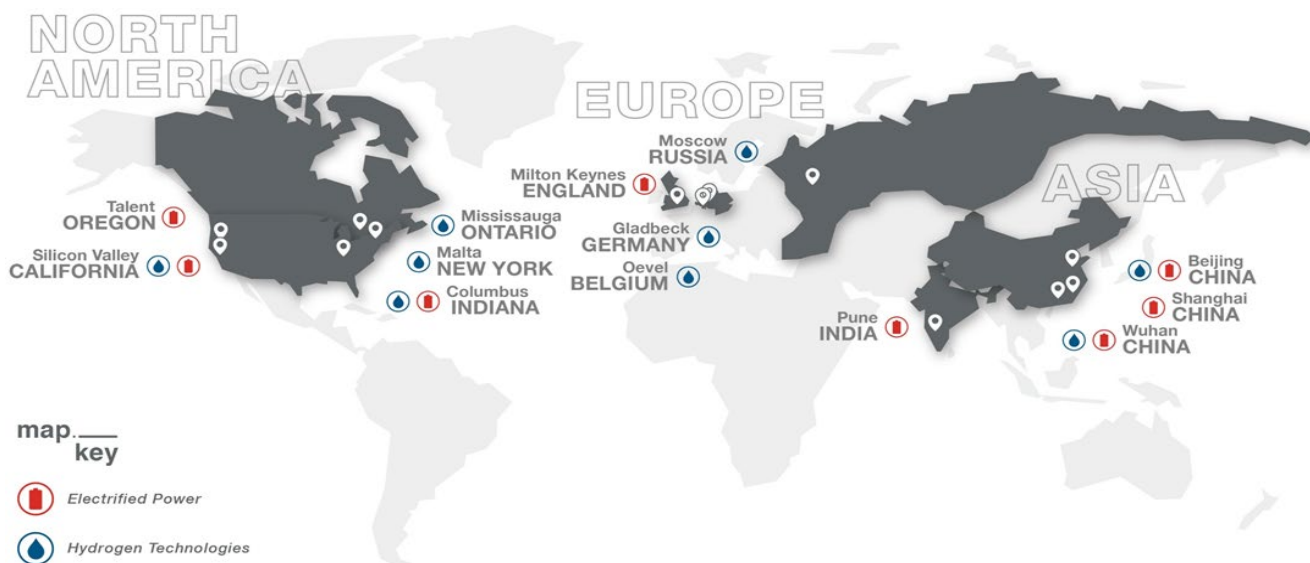 NORTH
AMERICA
EUROPE
ASIA
Moscow
RUSSIA
Milton Keynes
ENGLAND
Talent
OREGON
Mississauga
ONTARIO
Gladbeck
GERMANY
Silicon Valley
CALIFORNIA
Malta
NEW YORK
Oevel
BELGIUM
Beijing
CHINA
Columbus
INDIANA
Shanghai
CHINA
Pune
INDIA
Wuhan
CHINA
map.
key
Electrified Power
Hydrogen Technologies